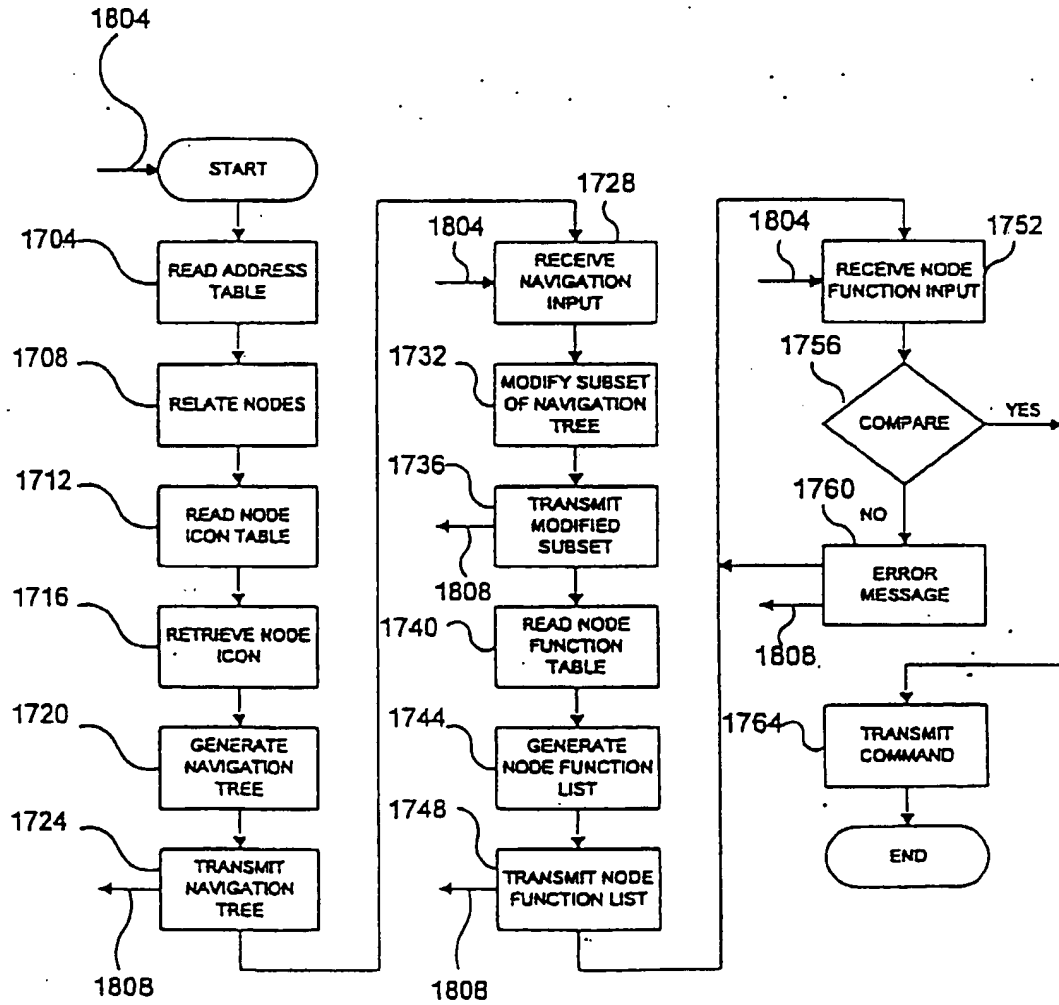 1804
START
1704
READ ADDRESS
TABLE
1708
RELATE NODES
1712
READ NODE
ICON TABLE
1716
RETRIEVE NODE
ICON
1720
GENERATE
NAVIGATION
TREE
1724
TRANSMIT
NAVIGATION
TREE
1808
1728
1804
RECEIVE
NAVIGATION
INPUT
1732
MODIFY SUBSET
OF NAVIGATION
TREE
1736
TRANSMIT
MODIFIED
SUBSET
1808
1740
READ NODE
FUNCTION
TABLE
1744
GENERATE
NODE FUNCTION
LIST
1748
TRANSMIT NODE
FUNCTION LIST
1808
1804
1752
RECEIVE NODE
FUNCTION INPUT
1756
COMPARE
YES
1760
NO
ERROR
MESSAGE
1808
1764
TRANSMIT
COMMAND
END